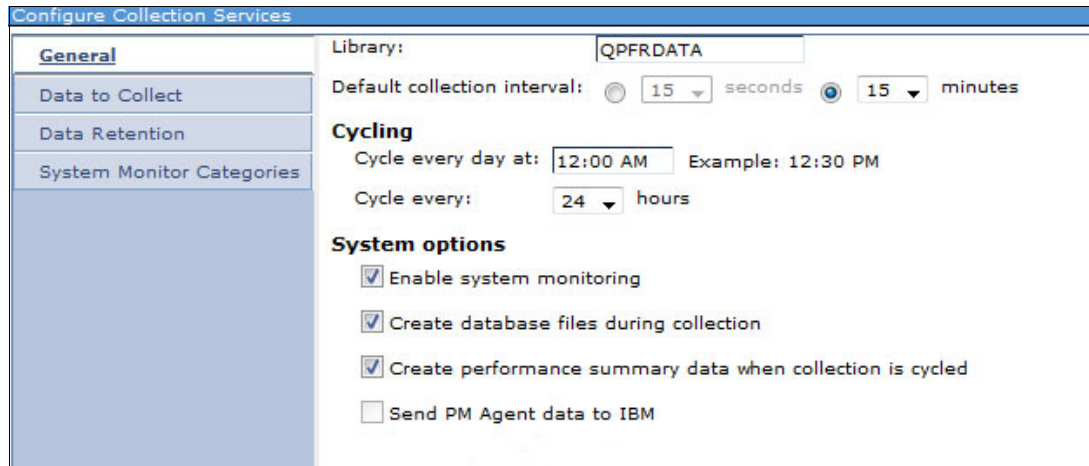 Configure Collection Services
General
Data to Collect
Data Retention
System Monitor Categories
Library: QPFRDATA
Default collection interval: 15 seconds 15 minutes
Cycling
Cycle every day at: 12:00 AM Example: 12:30 PM
Cycle every: 24 hours
System options
Enable system monitoring
Create database files during collection
Create performance summary data when collection is cycled
Send PM Agent data to IBM